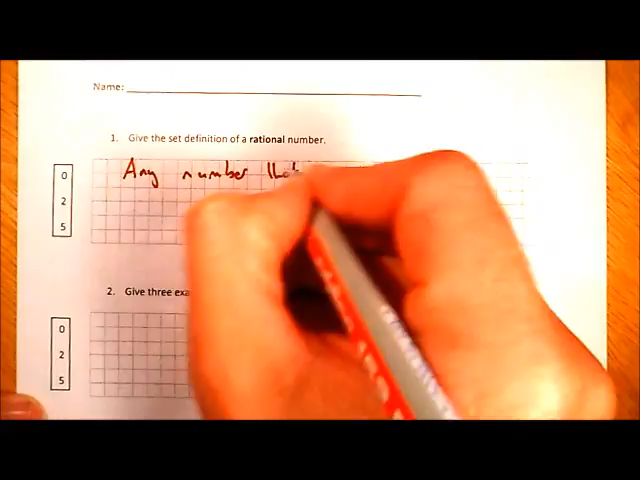 Name:
1. Give the set definition of a rational number.
Any number that
0
2
5
2. Give three exa
0
2
5